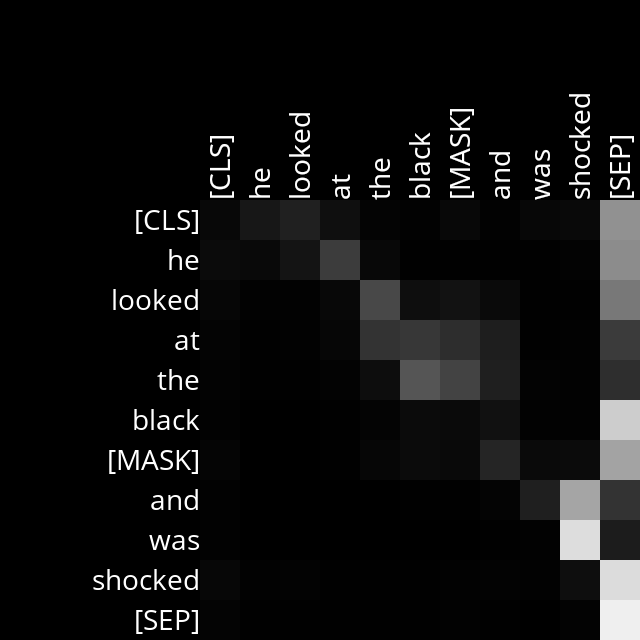 [CLS] he looked at the black [MASK] and was shocked [SEP]
[CLS]
he
looked
at
the
black
[MASK]
and
was
shocked
[SEP]